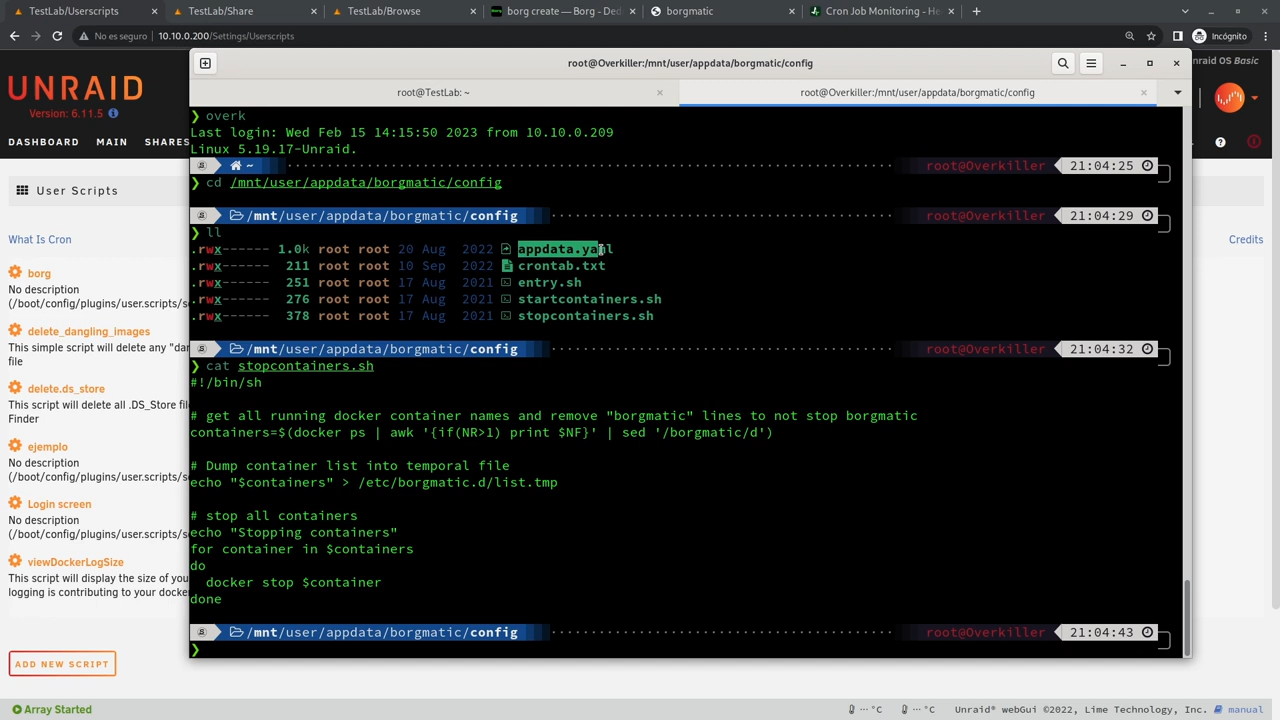 TestLab/Userscripts
TestLab/Share
TestLab/Browse
borg create — Borg - Ded
borgmatic
Cron Job Monitoring - He
Incógnito
No es seguro
10.10.0.200/Settings/Userscripts
UNRAID
Version: 6.11.5
nraid OS Basic
DASHBOARD MAIN SHARES
User Scripts
What Is Cron
Credits
borg
No description
(/boot/config/plugins/user.scripts/s
delete_dangling_images
This simple script will delete any "dan
file
delete.ds_store
This script will delete all .DS_Store file
Finder
ejemplo
No description
(/boot/config/plugins/user.scripts/s
Login screen
No description
(/boot/config/plugins/user.scripts/s
viewDockerLogSize
This script will display the size of you
logging is contributing to your docke
ADD NEW SCRIPT
root@Overkiller:/mnt/user/appdata/borgmatic/config
root@TestLab: ~
root@Overkiller:/mnt/user/appdata/borgmatic/config
❯ overk
Last login: Wed Feb 15 14:15:50 2023 from 10.10.0.209
Linux 5.19.17-Unraid.
~ root@Overkiller 21:04:25
❯ cd /mnt/user/appdata/borgmatic/config
/mnt/user/appdata/borgmatic/config root@Overkiller 21:04:29
❯ ll
.rwx------ 1.0k root root 20 Aug 2022 appdata.yaml
.rwx------ 211 root root 10 Sep 2022 crontab.txt
.rwx------ 251 root root 17 Aug 2021 entry.sh
.rwx------ 276 root root 17 Aug 2021 startcontainers.sh
.rwx------ 378 root root 17 Aug 2021 stopcontainers.sh
/mnt/user/appdata/borgmatic/config root@Overkiller 21:04:32
❯ cat stopcontainers.sh
#!/bin/sh
# get all running docker container names and remove "borgmatic" lines to not stop borgmatic
containers=$(docker ps | awk '{if(NR>1) print $NF}' | sed '/borgmatic/d')
# Dump container list into temporal file
echo "$containers" > /etc/borgmatic.d/list.tmp
# stop all containers
echo "Stopping containers"
for container in $containers
do
docker stop $container
done
/mnt/user/appdata/borgmatic/config root@Overkiller 21:04:43
❯
Array Started
··· °C ··· °C Unraid® webGui ©2022, Lime Technology, Inc. manual